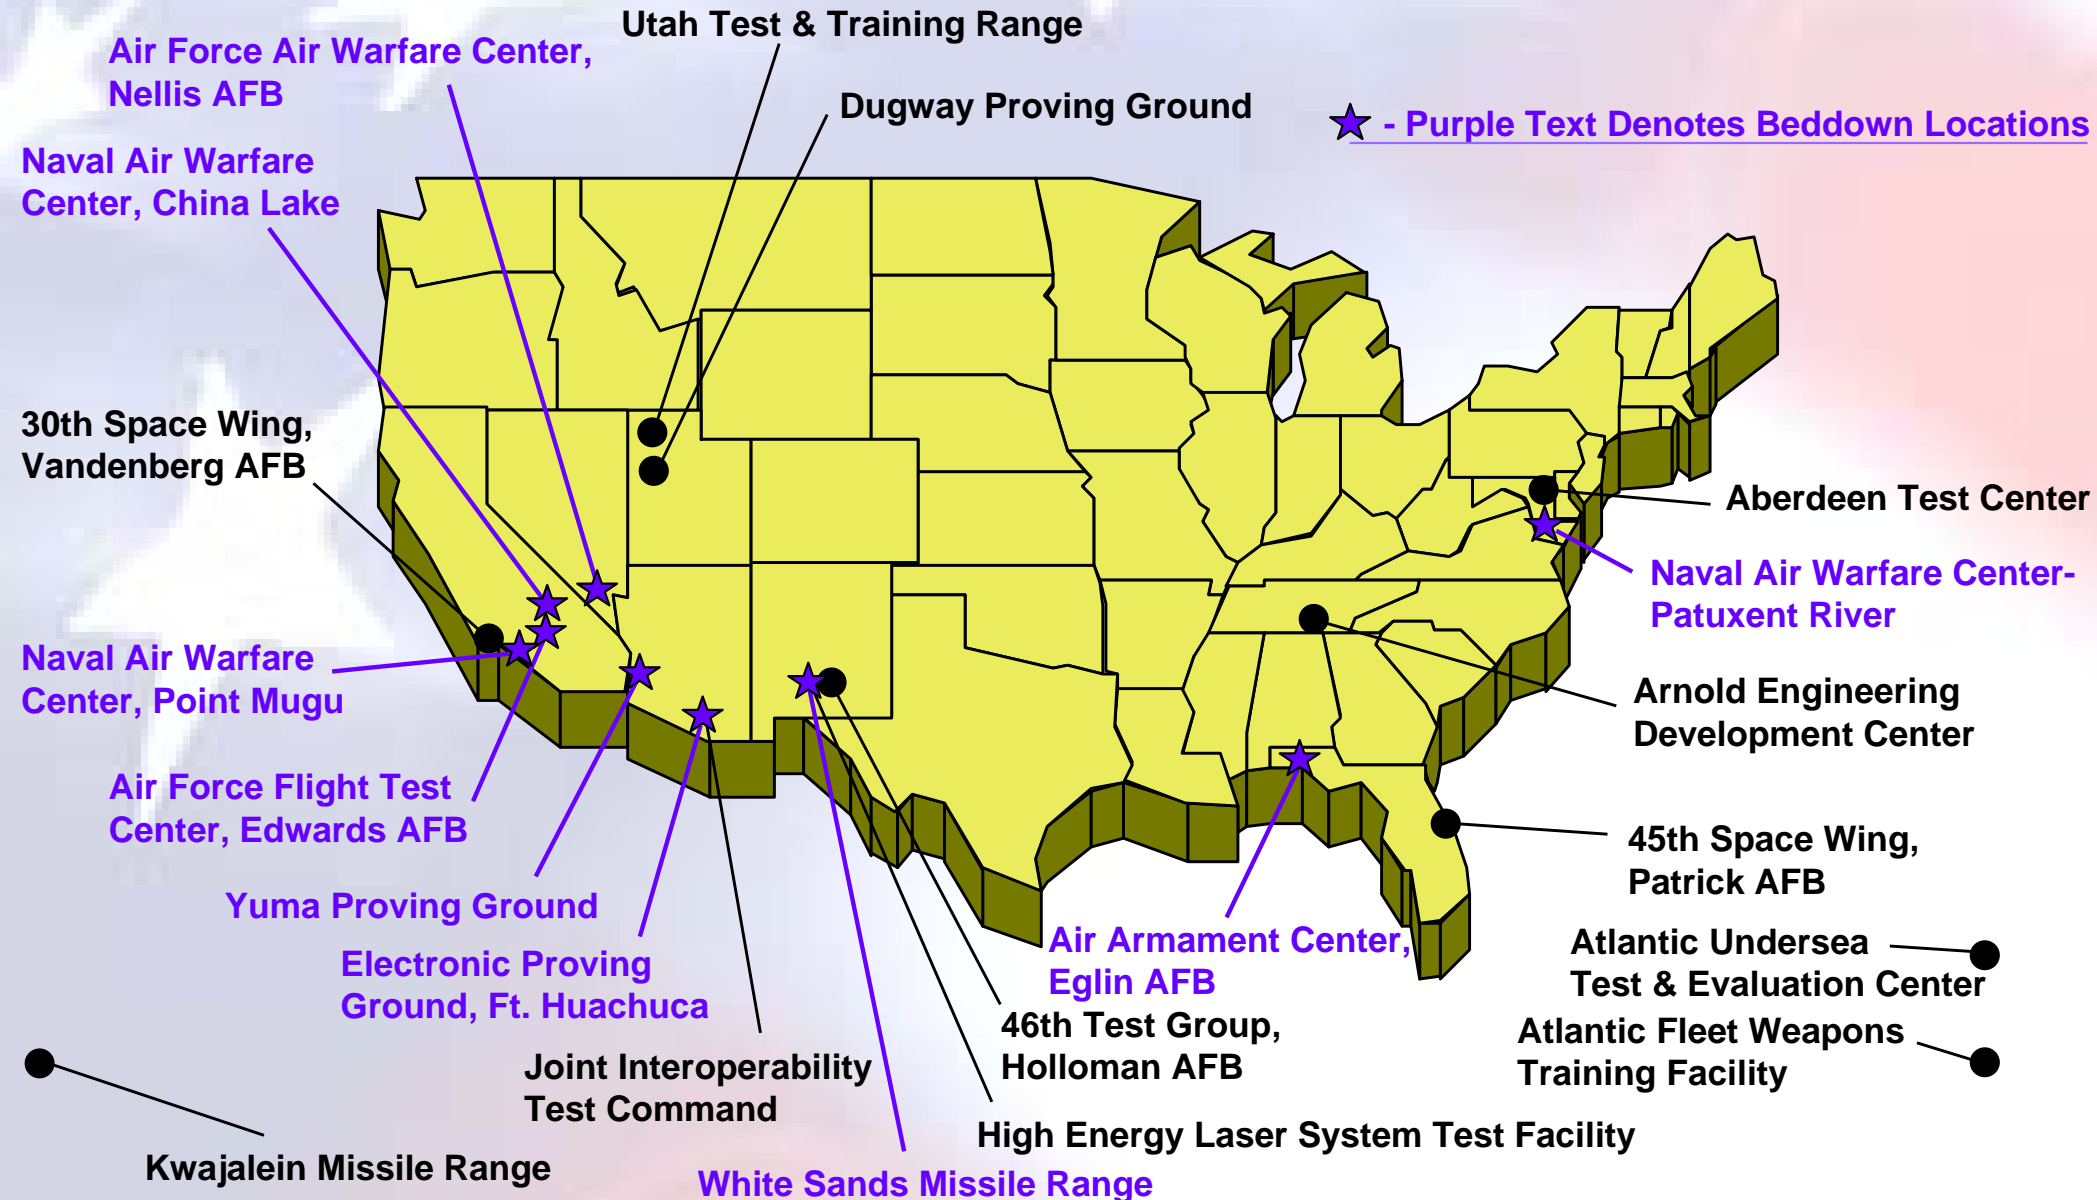 Utah Test & Training Range
Air Force Air Warfare Center,
Nellis AFB
Dugway Proving Ground
- Purple Text Denotes Beddown Locations
Naval Air Warfare
Center, China Lake
30th Space Wing,
Vandenberg AFB
Aberdeen Test Center
Naval Air Warfare Center-
Patuxent River
Naval Air Warfare
Center, Point Mugu
Arnold Engineering
Development Center
Air Force Flight Test
Center, Edwards AFB
45th Space Wing,
Patrick AFB
Yuma Proving Ground
Air Armament Center,
Eglin AFB
Atlantic Undersea
Test & Evaluation Center
Electronic Proving
Ground, Ft. Huachuca
46th Test Group,
Holloman AFB
Atlantic Fleet Weapons
Training Facility
Joint Interoperability
Test Command
High Energy Laser System Test Facility
Kwajalein Missile Range
White Sands Missile Range